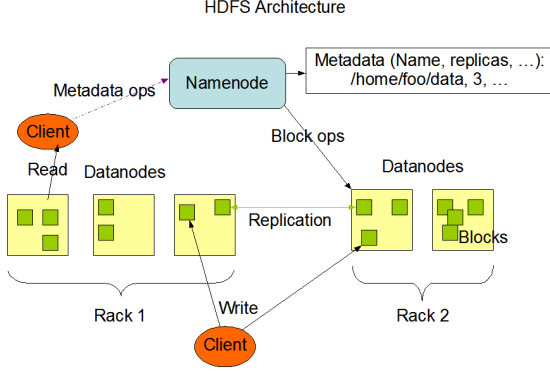 HDFS Architecture
Metadata (Name, replicas, ...):
/home/foo/data, 3, ...
Namenode
Metadata ops
Client
Block ops
Read
Datanodes
Datanodes
Replication
Blocks
Rack 1
Write
Rack 2
Client